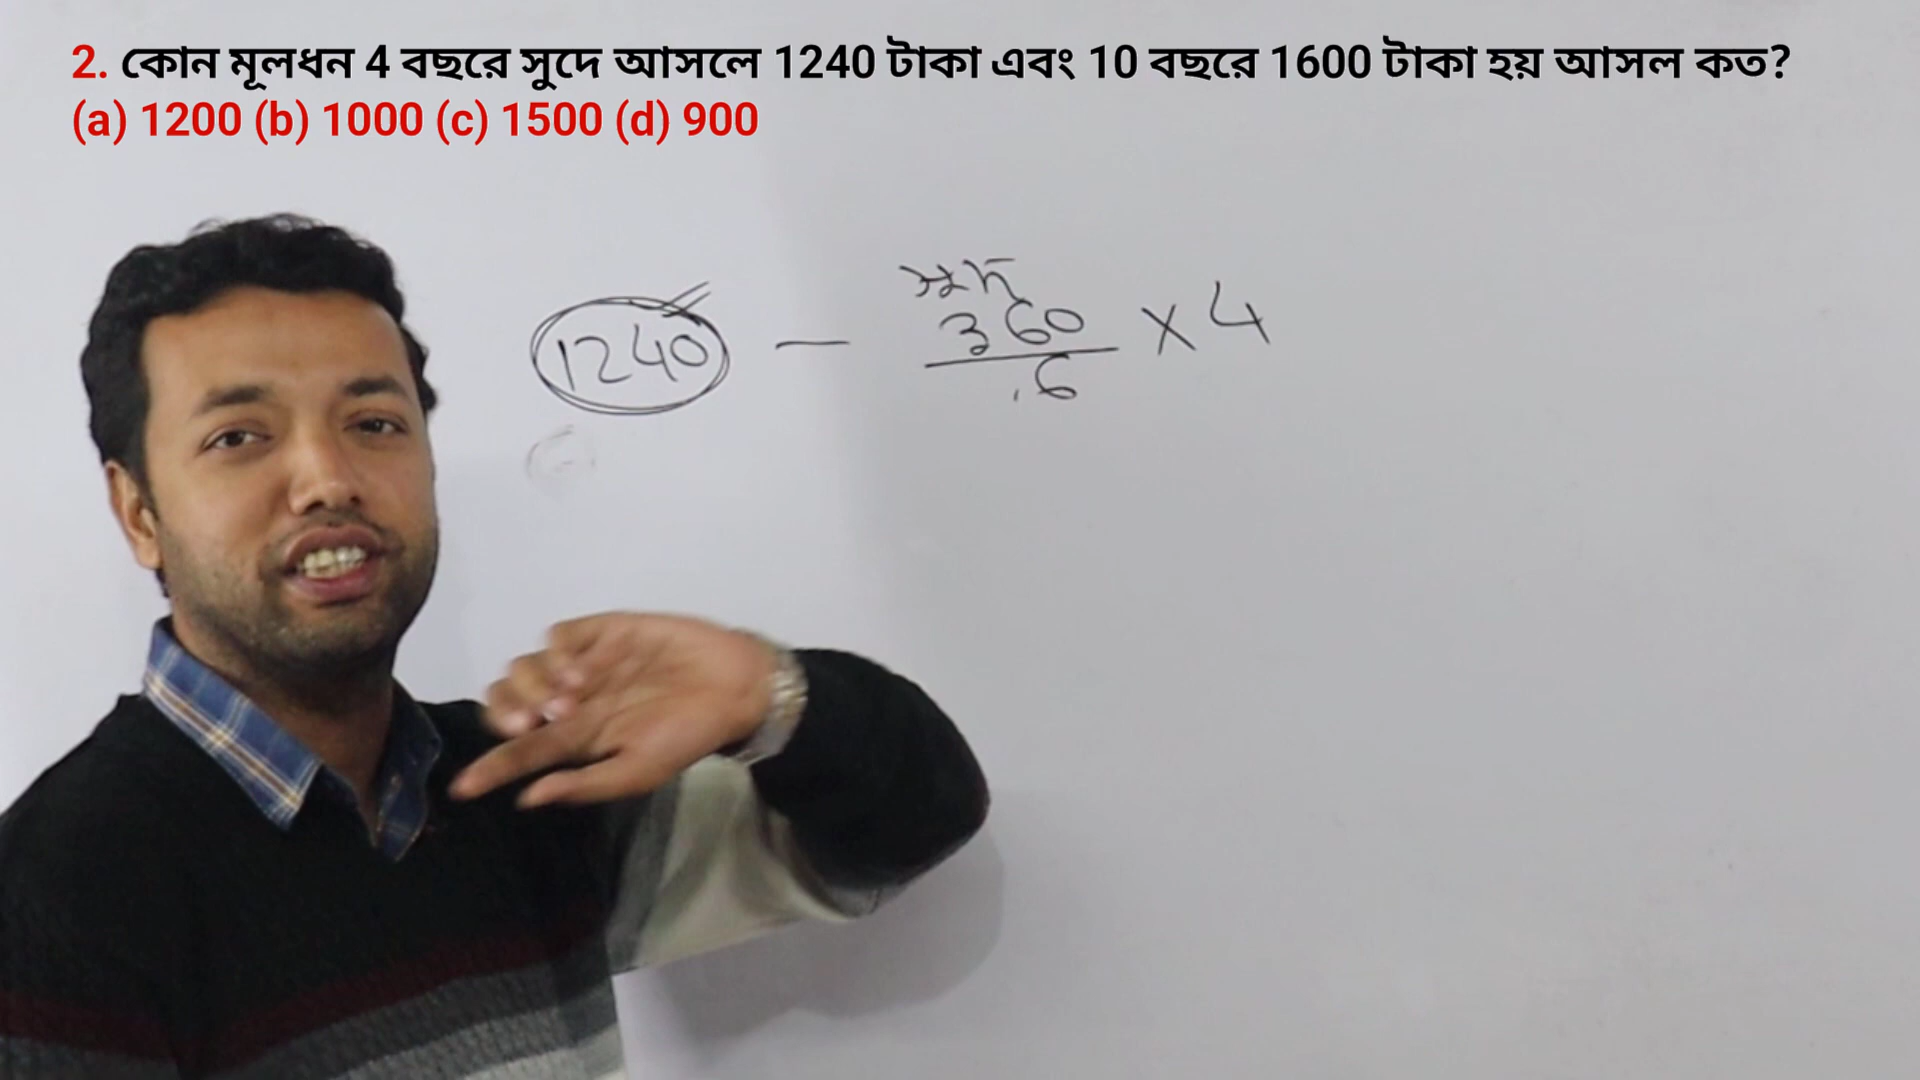 2. কোন মূলধন 4 বছরে সুদে আসলে 1240 টাকা এবং 10 বছরে 1600 টাকা হয় আসল কত?
(a) 1200 (b) 1000 (c) 1500 (d) 900
সুদ
1240 — 360 × 4
6